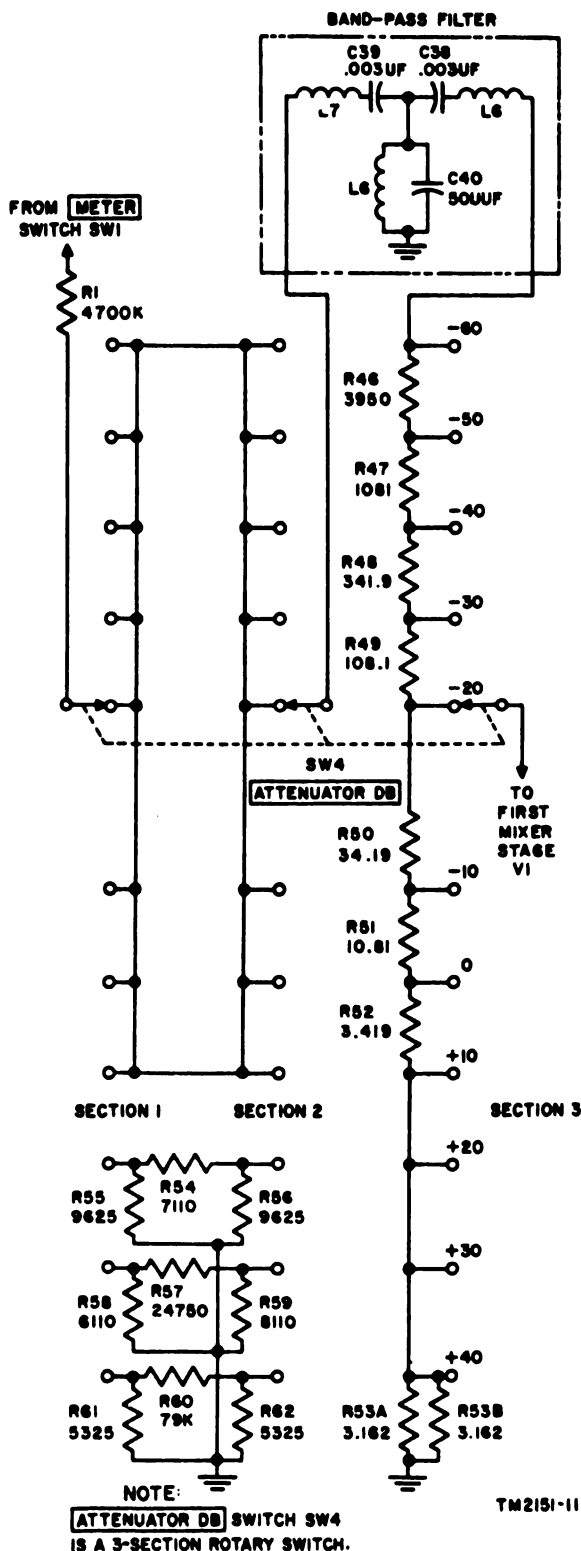 BAND-PASS FILTER
C39
.003UF
C38
.003UF
L7
L6
L6
C40
50UUF
FROM METER
SWITCH SW1
R1
4700K
-60
R46
3950
-50
R47
1081
-40
R48
341.9
-30
R49
108.1
-20
SW4
ATTENUATOR DB
TO
FIRST
MIXER
STAGE
V1
R50
34.19
-10
R51
10.81
0
R52
3.419
+10
SECTION 1
SECTION 2
SECTION 3
+20
R55
9625
R54
7110
R56
9625
+30
R58
6110
R57
24750
R59
8110
+40
R61
5325
R60
79K
R62
5325
R53A
3.162
R53B
3.162
NOTE:
ATTENUATOR DB SWITCH SW4
IS A 3-SECTION ROTARY SWITCH.
TM2151-11